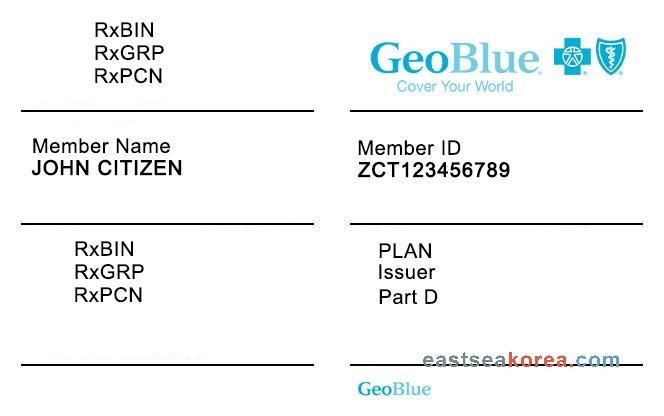 RxBIN
RxGRP
RxPCN
GeoBlue®
Cover Your World
Member Name
JOHN CITIZEN
Member ID
ZCT123456789
RxBIN
RxGRP
RxPCN
PLAN
Issuer
Part D
eastseakorea.com
GeoBlue